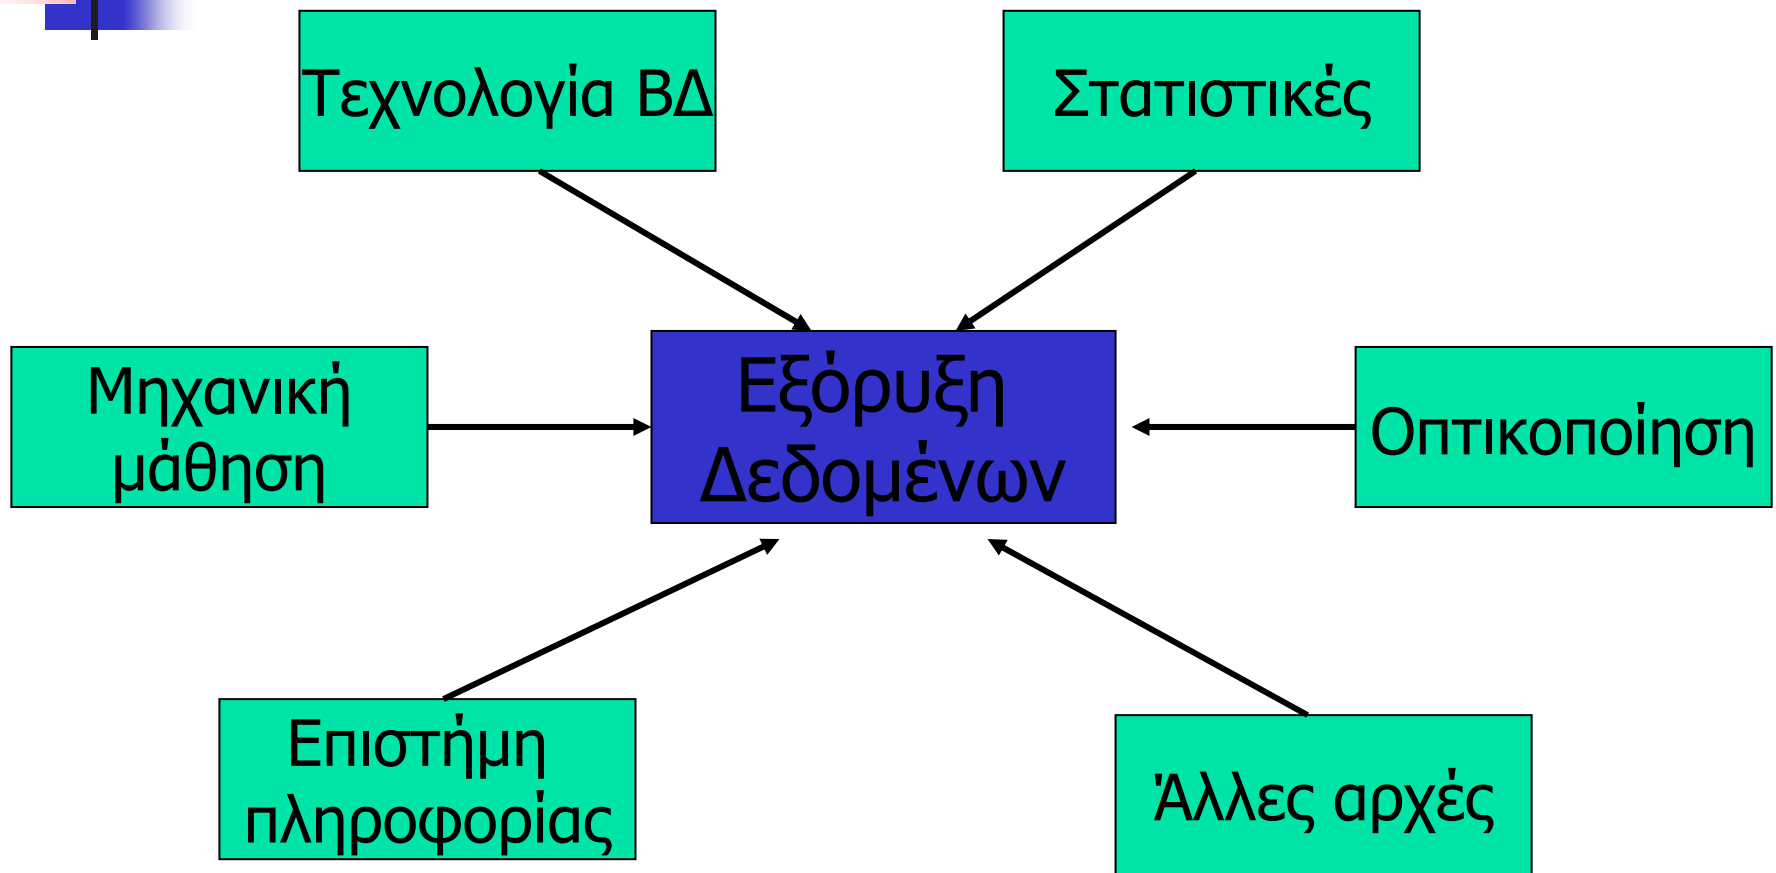 Τεχνολογία ΒΔ
Στατιστικές
Μηχανική
μάθηση
Εξόρυξη
Δεδομένων
Οπτικοποίηση
Επιστήμη
πληροφορίας
Άλλες αρχές